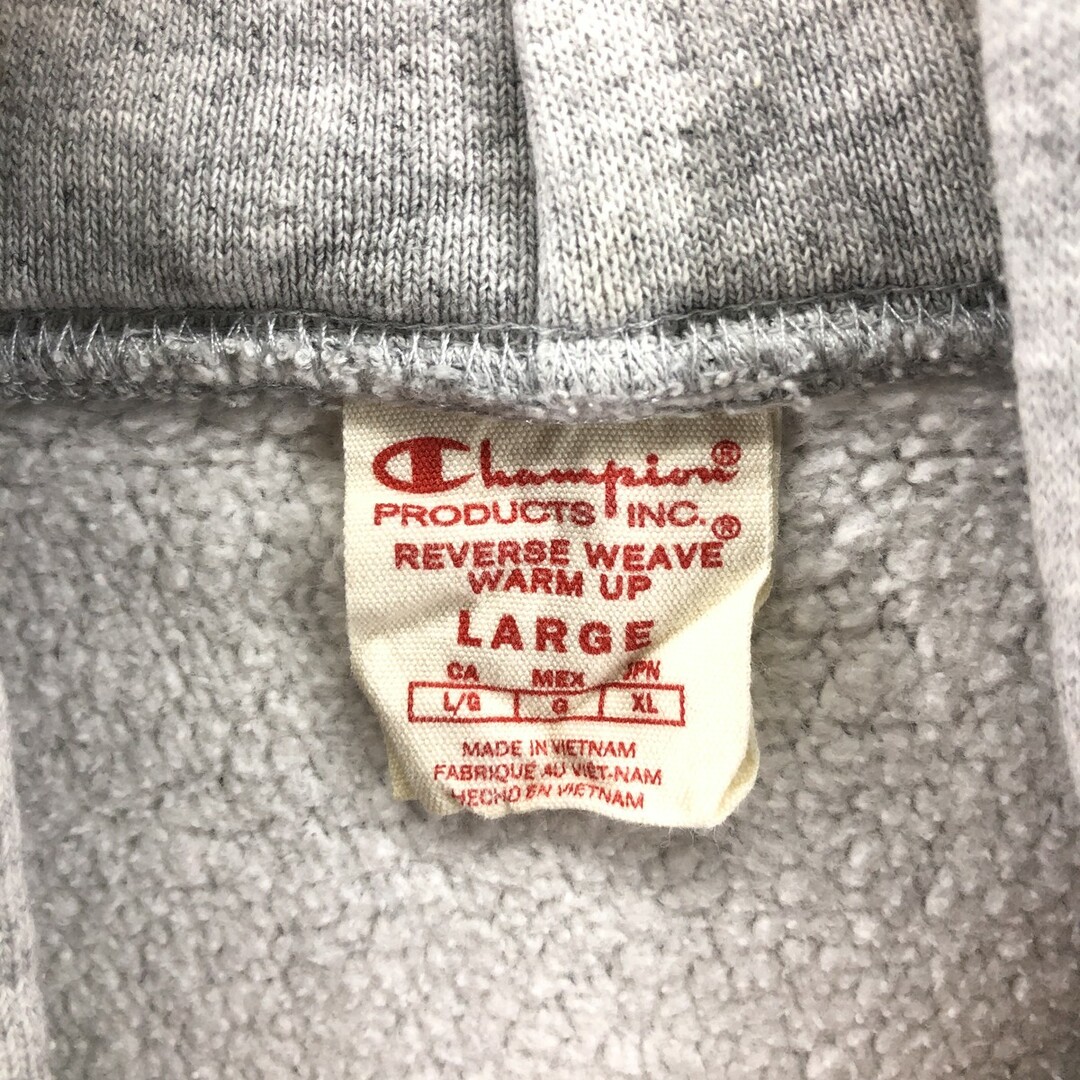 Champion®
PRODUCTS INC.
REVERSE WEAVE®
WARM UP
LARGE
CA MEX JPN
L/G G XL
MADE IN VIETNAM
FABRIQUE AU VIET-NAM
HECHO EN VIETNAM